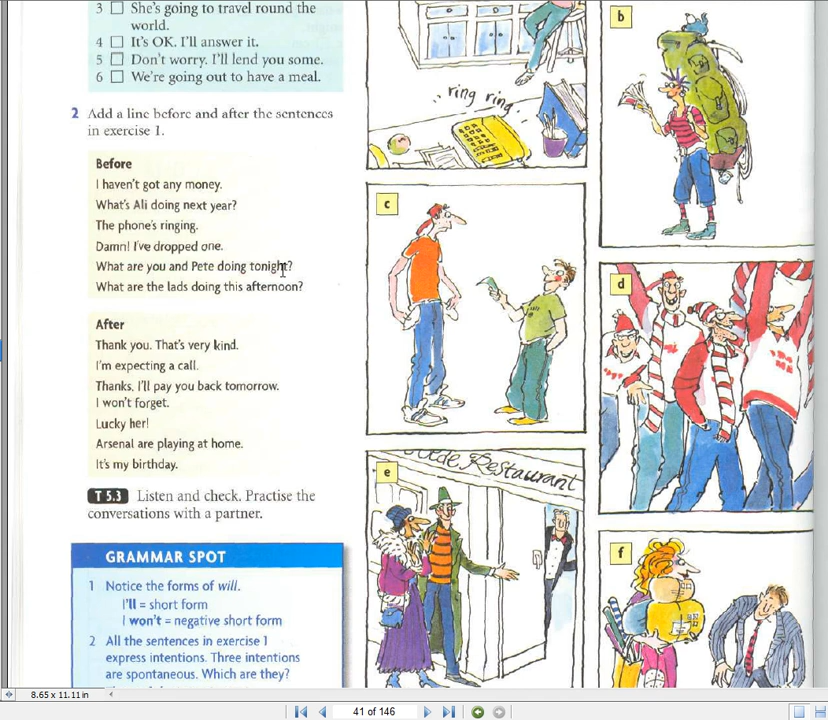 3 She's going to travel round the
world.
4 It's OK. I'll answer it.
5 Don't worry. I'll lend you some.
6 We're going out to have a meal.
2 Add a line before and after the sentences
in exercise 1.
Before
I haven't got any money.
What's Ali doing next year?
The phone's ringing.
Damn! I've dropped one.
What are you and Pete doing tonight?
What are the lads doing this afternoon?
After
Thank you. That's very kind.
I'm expecting a call.
Thanks. I'll pay you back tomorrow.
I won't forget.
Lucky her!
Arsenal are playing at home.
It's my birthday.
T 5.3 Listen and check. Practise the
conversations with a partner.
GRAMMAR SPOT
1 Notice the forms of will.
I'll = short form
I won't = negative short form
2 All the sentences in exercise 1
express intentions. Three intentions
are spontaneous. Which are they?
ring ring
b
c
d
e
Restaurant
f
8.65 x 11.11 in
41 of 146